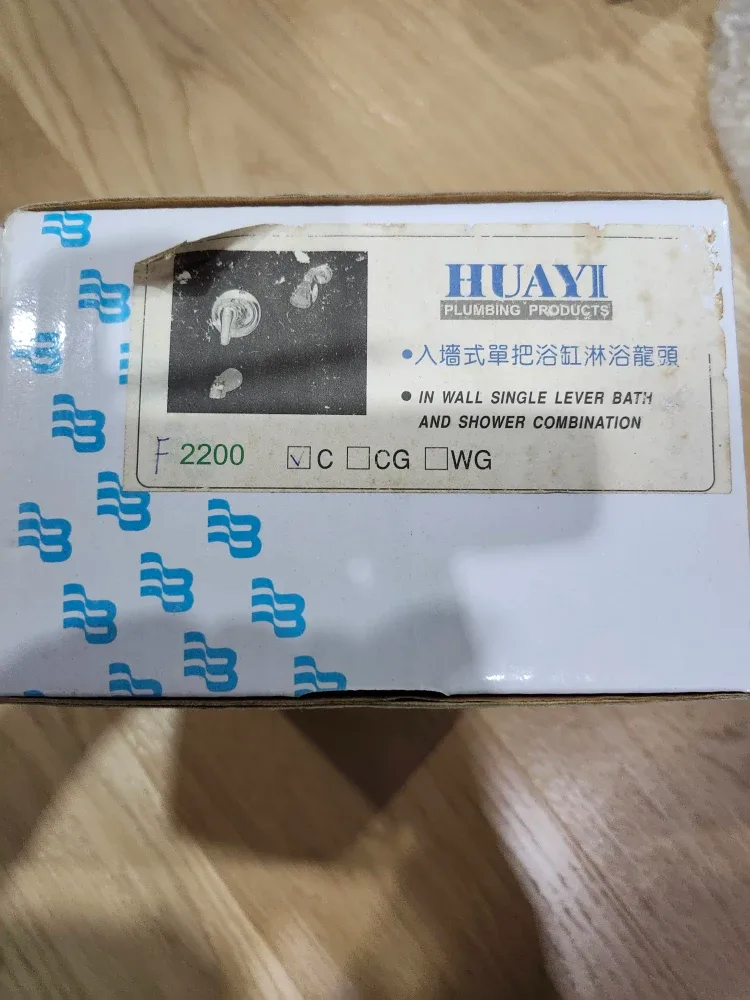 HUAYI
PLUMBING PRODUCTS
•入墻式單把浴缸淋浴龍頭
• IN WALL SINGLE LEVER BATH
AND SHOWER COMBINATION
F 2200 ☑C ☐CG ☐WG